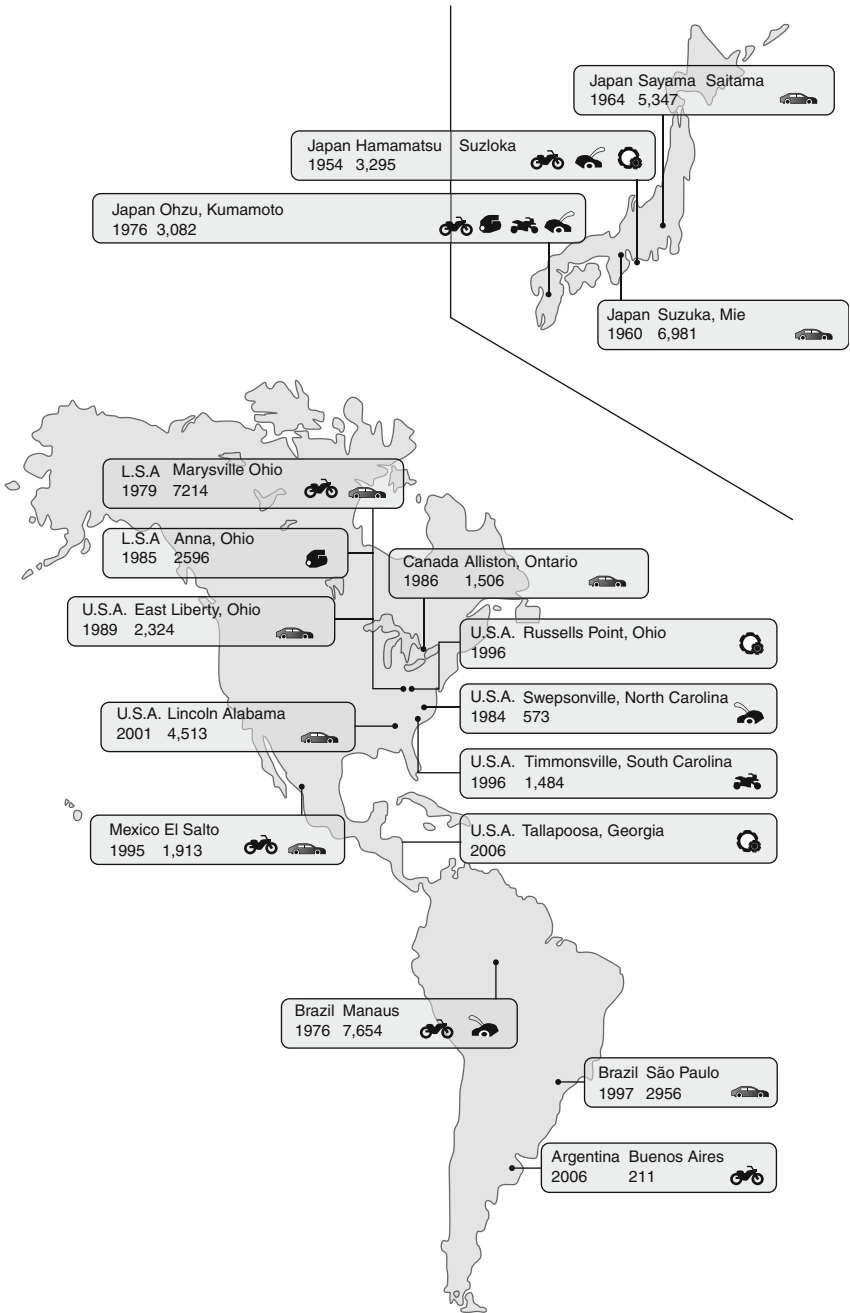 Japan Sayama Saitama
1964 5,347
Japan Hamamatsu Suzloka
1954 3,295
Japan Ohzu, Kumamoto
1976 3,082
Japan Suzuka, Mie
1960 6,981
L.S.A Marysville Ohio
1979 7214
L.S.A Anna, Ohio
1985 2596
Canada Alliston, Ontario
1986 1,506
U.S.A. East Liberty, Ohio
1989 2,324
U.S.A. Russells Point, Ohio
1996
U.S.A. Swepsonville, North Carolina
1984 573
U.S.A. Lincoln Alabama
2001 4,513
U.S.A. Timmonsville, South Carolina
1996 1,484
Mexico El Salto
1995 1,913
U.S.A. Tallapoosa, Georgia
2006
Brazil Manaus
1976 7,654
Brazil São Paulo
1997 2956
Argentina Buenos Aires
2006 211